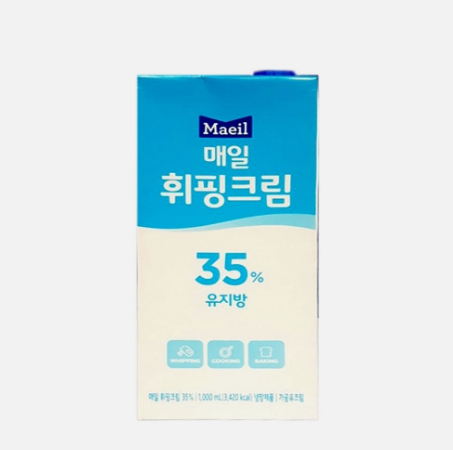 Maeil
매일
휘핑크림
35%
유지방
WHIPPING COOKING BAKING
매일 휘핑크림 35% | 1,000 mL(3,420 kcal) 냉장제품 | 가공유크림